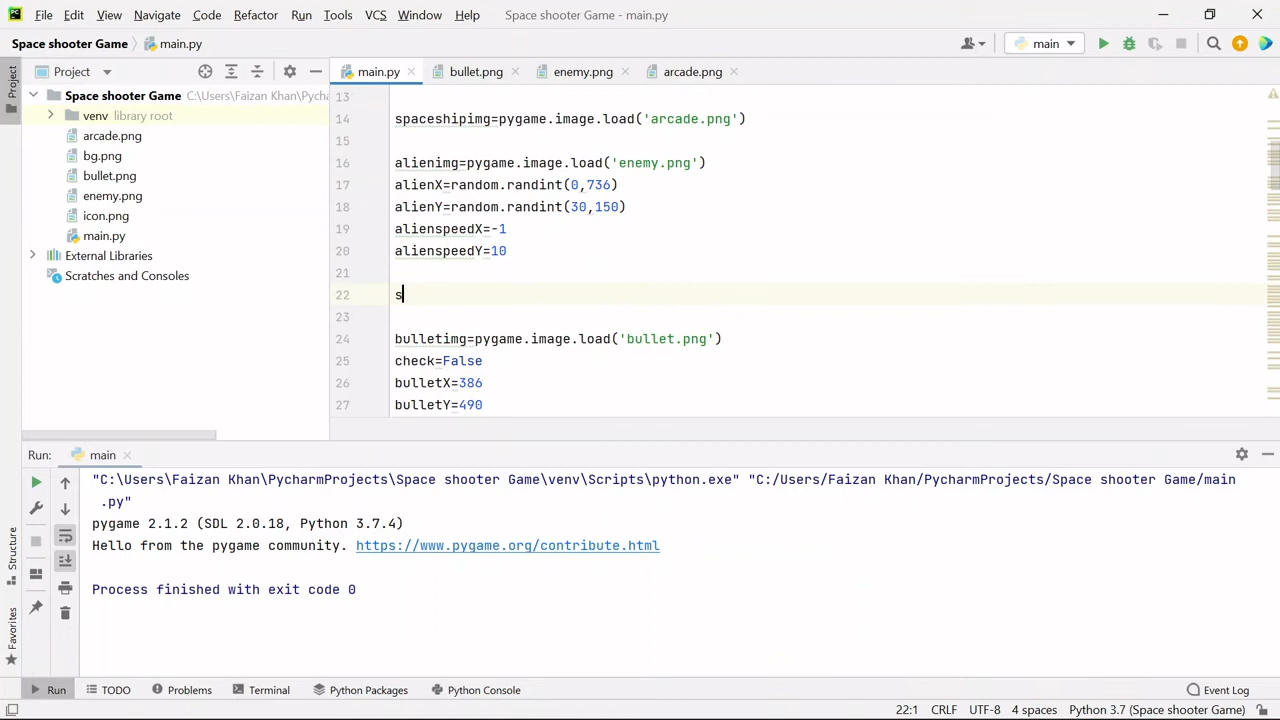 File Edit View Navigate Code Refactor Run Tools VCS Window Help Space shooter Game - main.py
Space shooter Game main.py main
Project main.py bullet.png enemy.png arcade.png
Project
Space shooter Game C:\Users\Faizan Khan\Pycha
venv library root
arcade.png
bg.png
bullet.png
enemy.png
icon.png
main.py
External Libraries
Scratches and Consoles
13
14 spaceshipimg=pygame.image.load('arcade.png')
15
16 alienimg=pygame.image.load('enemy.png')
17 alienX=random.randint(0,736)
18 alienY=random.randint(30,150)
19 alienspeedX=-1
20 alienspeedY=10
21
22 s
23
24 bulletimg=pygame.image.load('bullet.png')
25 check=False
26 bulletX=386
27 bulletY=490
Run: main
"C:\Users\Faizan Khan\PycharmProjects\Space shooter Game\venv\Scripts\python.exe" "C:/Users/Faizan Khan/PycharmProjects/Space shooter Game/main
.py"
pygame 2.1.2 (SDL 2.0.18, Python 3.7.4)
Hello from the pygame community. https://www.pygame.org/contribute.html
Process finished with exit code 0
Structure
Favorites
Run TODO Problems Terminal Python Packages Python Console Event Log
22:1 CRLF UTF-8 4 spaces Python 3.7 (Space shooter Game)